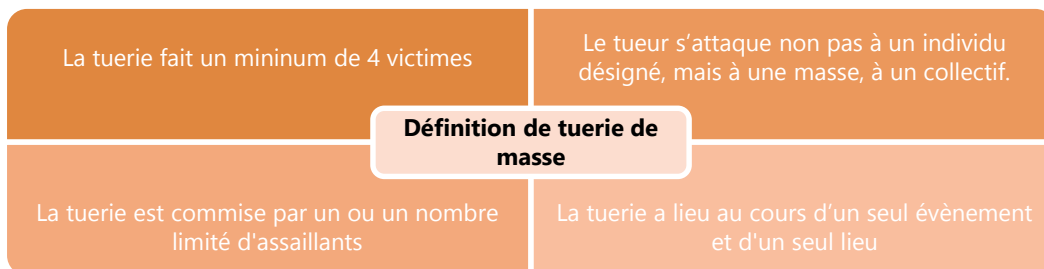 La tuerie fait un mininum de 4 victimes
Le tueur s’attaque non pas à un individu
désigné, mais à une masse, à un collectif.
Définition de tuerie de
masse
La tuerie est commise par un ou un nombre
limité d'assaillants
La tuerie a lieu au cours d’un seul évènement
et d'un seul lieu